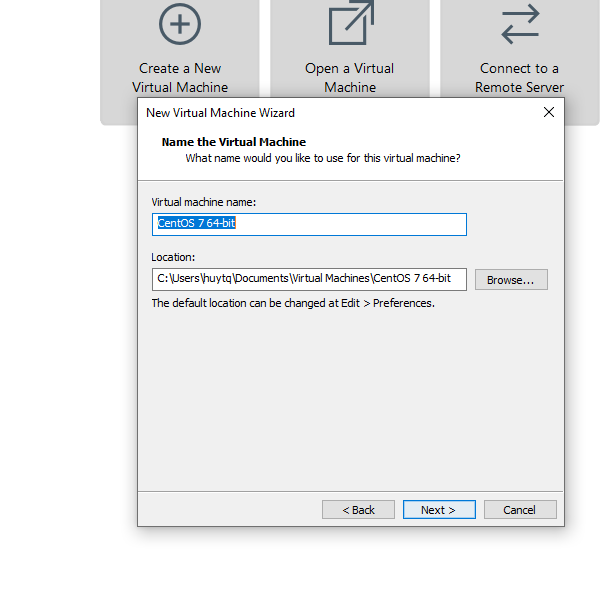 Create a New
Virtual Machine
Open a Virtual
Machine
Connect to a
Remote Server
New Virtual Machine Wizard
Name the Virtual Machine
What name would you like to use for this virtual machine?
Virtual machine name:
CentOS 7 64-bit
Location:
C:\Users\huytq\Documents\Virtual Machines\CentOS 7 64-bit
Browse...
The default location can be changed at Edit > Preferences.
< Back
Next >
Cancel